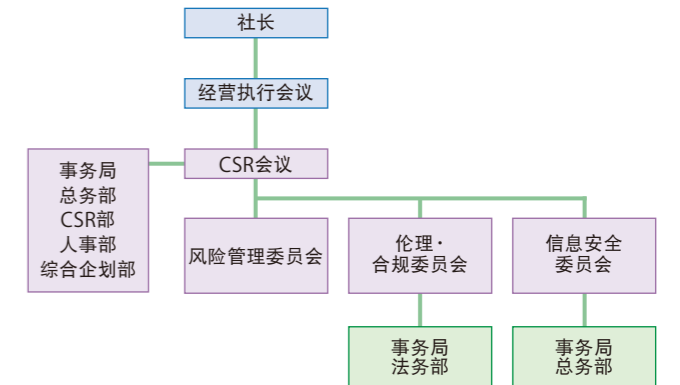 社长
经营执行会议
CSR会议
事务局
总务部
CSR部
人事部
综合企划部
风险管理委员会
伦理·
合规委员会
信息安全
委员会
事务局
法务部
事务局
总务部